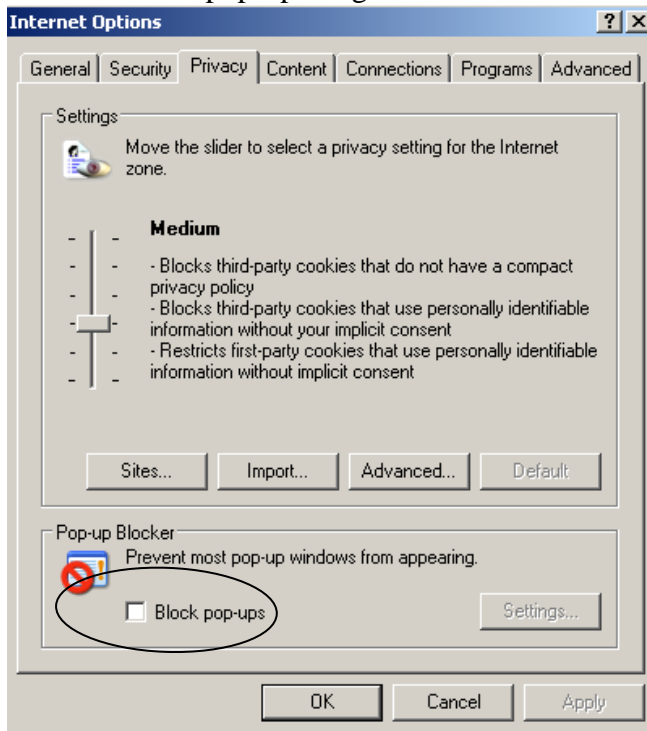 Internet Options
General Security Privacy Content Connections Programs Advanced
Settings
Move the slider to select a privacy setting for the Internet
zone.
Medium
- Blocks third-party cookies that do not have a compact
privacy policy
- Blocks third-party cookies that use personally identifiable
information without your implicit consent
- Restricts first-party cookies that use personally identifiable
information without implicit consent
Sites... Import... Advanced... Default
Pop-up Blocker
Prevent most pop-up windows from appearing.
Block pop-ups
Settings...
OK Cancel Apply